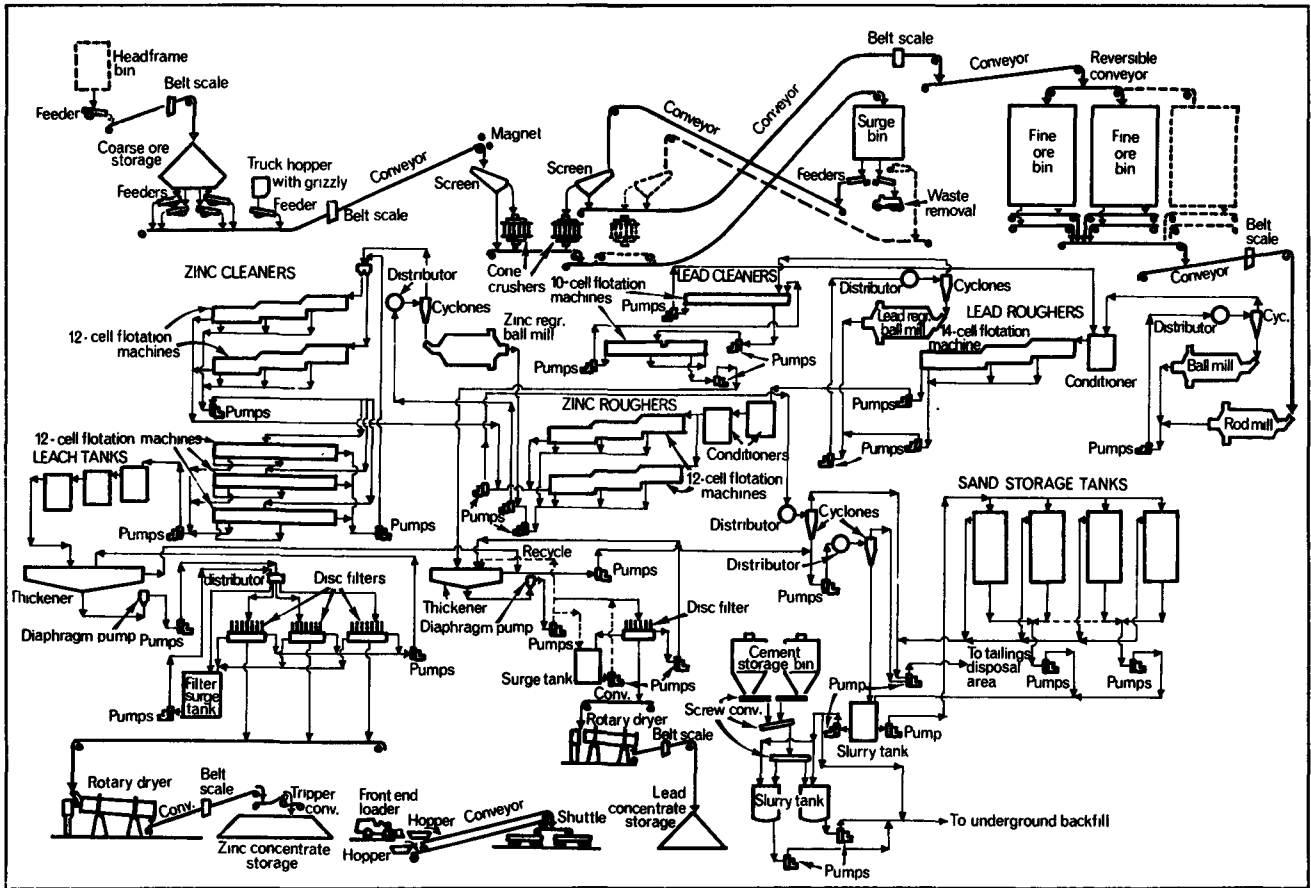 Headframe
bin
Belt scale
Feeder
Coarse ore
storage
Feeders
Truck hopper
with grizzly
Feeder
Conveyor
Belt scale
Magnet
Screen
Screen
Cone
crushers
Conveyor
Conveyor
Belt scale
Conveyor
Reversible
conveyor
Surge
bin
Feeders
Waste
removal
Fine
ore
bin
Fine
ore
bin
Belt
scale
Conveyor
ZINC CLEANERS
12-cell flotation
machines
Pumps
Distributor
Cyclones
Zinc regr.
ball mill
LEAD CLEANERS
10-cell flotation
machines
Pumps
Pumps
Pumps
Distributor
Cyclones
Lead regr.
ball mill
LEAD ROUGHERS
14-cell flotation
machine
Conditioner
Pumps
Pumps
Pumps
Distributor
Cyc.
Ball mill
Rod mill
Pumps
12-cell flotation machines
LEACH TANKS
Pumps
Pumps
ZINC ROUGHERS
Conditioners
12-cell flotation
machines
Pumps
Distributor
Cyclones
Distributor
Pumps
SAND STORAGE TANKS
Thickener
Diaphragm pump
Pumps
distributor
Disc filters
Pumps
Filter
surge
tank
Pumps
Recycle
Thickener
Diaphragm pump
Pumps
Pumps
Disc filter
Surge tank
Pumps
Conv.
Rotary dryer
Belt scale
Lead
concentrate
storage
Cement
storage bin
Screw conv.
Pump
Slurry tank
Pump
To tailings
disposal
area
Pumps
Pumps
Slurry tank
Pumps
To underground backfill
Rotary dryer
Conv.
Belt
scale
Tripper
conv.
Zinc concentrate
storage
Front end
loader
Hopper
Hopper
Conveyor
Shuttle